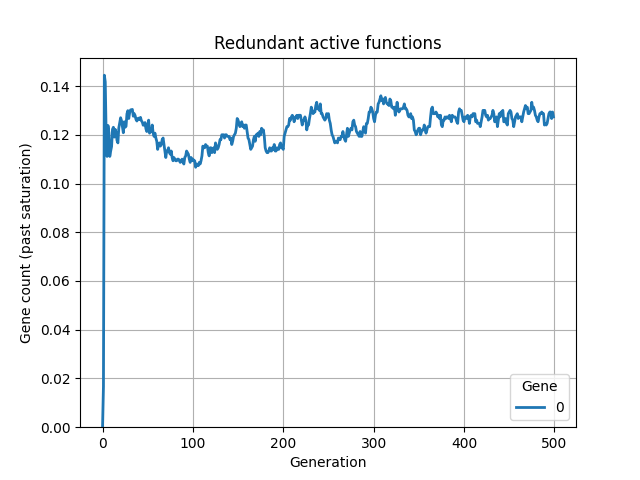 Redundant active functions
Gene count (past saturation)
0.14
0.12
0.10
0.08
0.06
0.04
0.02
0.00
Gene
0
0 100 200 300 400 500
Generation